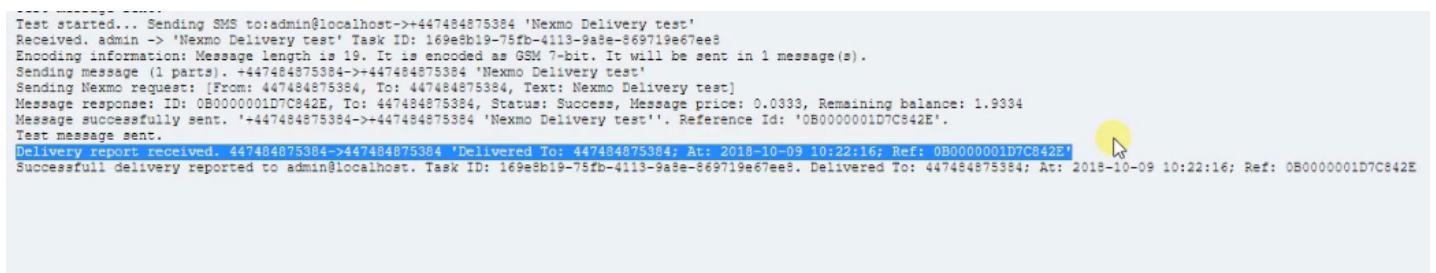 Test message sent.
Test started... Sending SMS to:admin@localhost->+447484875384 'Nexmo Delivery test'
Received. admin -> 'Nexmo Delivery test' Task ID: 169e8b19-75fb-4113-9a8e-869719e67ee8
Encoding information: Message length is 19. It is encoded as GSM 7-bit. It will be sent in 1 message(s).
Sending message (1 parts). +447484875384->+447484875384 'Nexmo Delivery test'
Sending Nexmo request: [From: 447484875384, To: 447484875384, Text: Nexmo Delivery test]
Message response: ID: 0B0000001D7C842E, To: 447484875384, Status: Success, Message price: 0.0333, Remaining balance: 1.9334
Message successfully sent. '+447484875384->+447484875384 'Nexmo Delivery test''. Reference Id: '0B0000001D7C842E'.
Test message sent.
Delivery report received. 447484875384->447484875384 'Delivered To: 447484875384; At: 2018-10-09 10:22:16; Ref: 0B0000001D7C842E'
Successfull delivery reported to admin@localhost. Task ID: 169e8b19-75fb-4113-9a8e-869719e67ee8. Delivered To: 447484875384; At: 2018-10-09 10:22:16; Ref: 0B0000001D7C842E